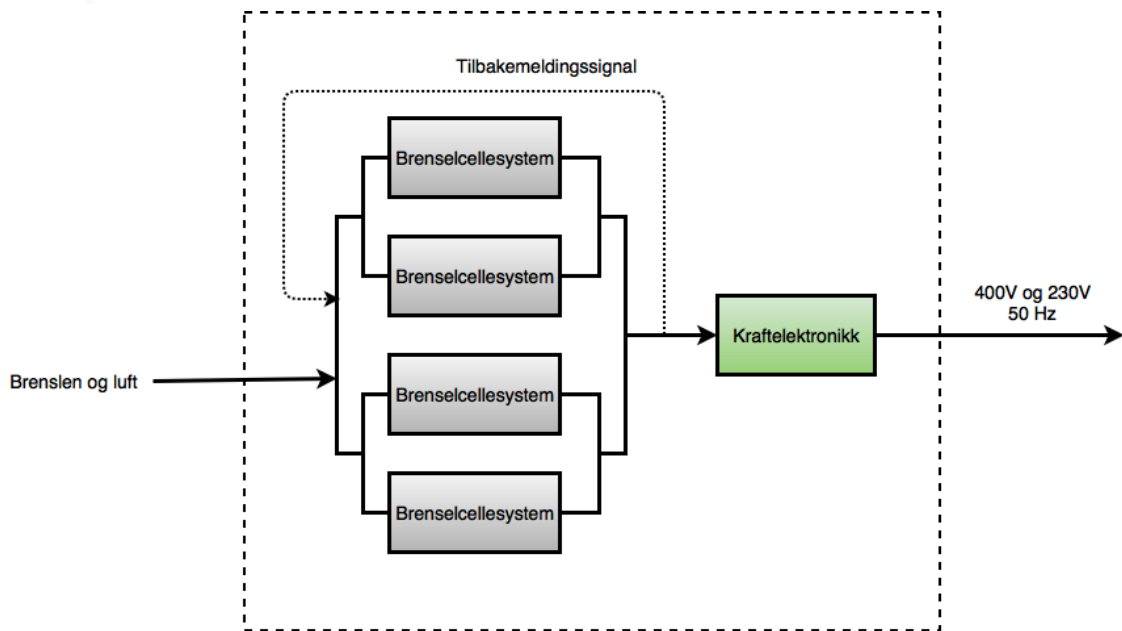 Tilbakemeldingssignal
Brenselcellesystem
Brenselcellesystem
400V og 230V
50 Hz
Kraftelektronikk
Brenslen og luft
Brenselcellesystem
Brenselcellesystem